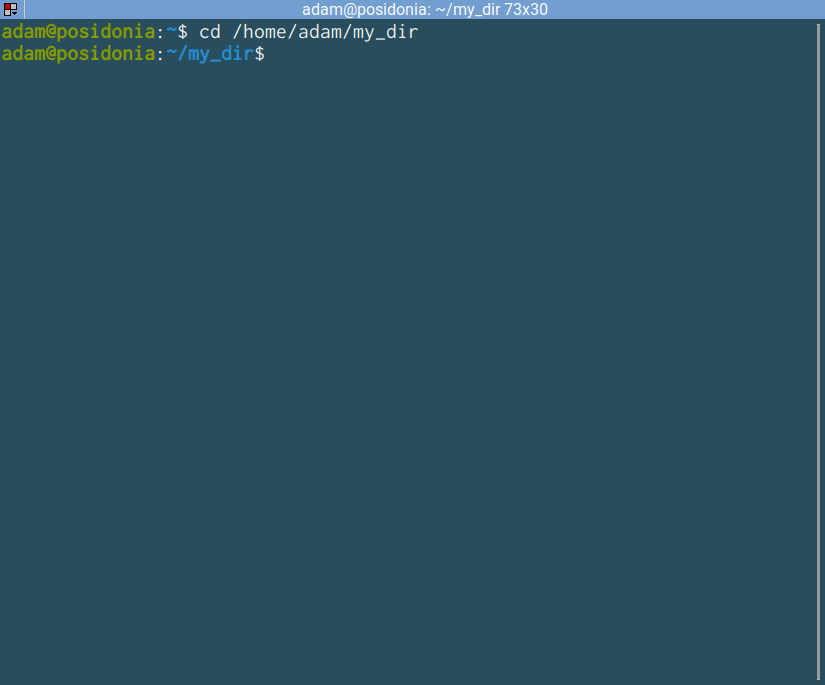 adam@posidonia: ~/my_dir 73x30
adam@posidonia:~$ cd /home/adam/my_dir
adam@posidonia:~/my_dir$